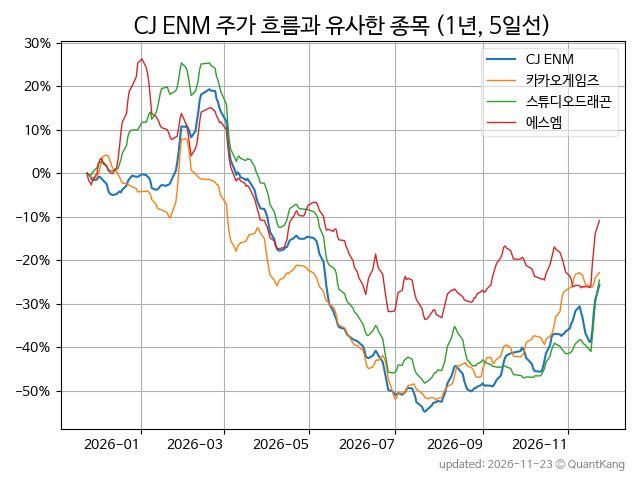 CJ ENM 주가 흐름과 유사한 종목 (1년, 5일선)
30%
20%
10%
0%
−10%
−20%
−30%
−40%
−50%
CJ ENM
카카오게임즈
스튜디오드래곤
에스엠
2026−01
2026−03
2026−05
2026−07
2026−09
2026−11
updated: 2026-11-23 © QuantKang